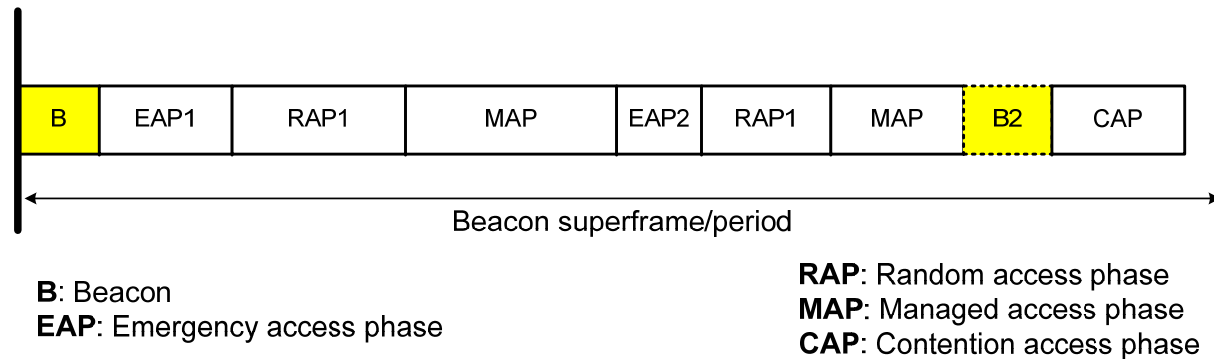 B EAP1 RAP1 MAP EAP2 RAP1 MAP B2 CAP
Beacon superframe/period
B: Beacon
EAP: Emergency access phase
RAP: Random access phase
MAP: Managed access phase
CAP: Contention access phase